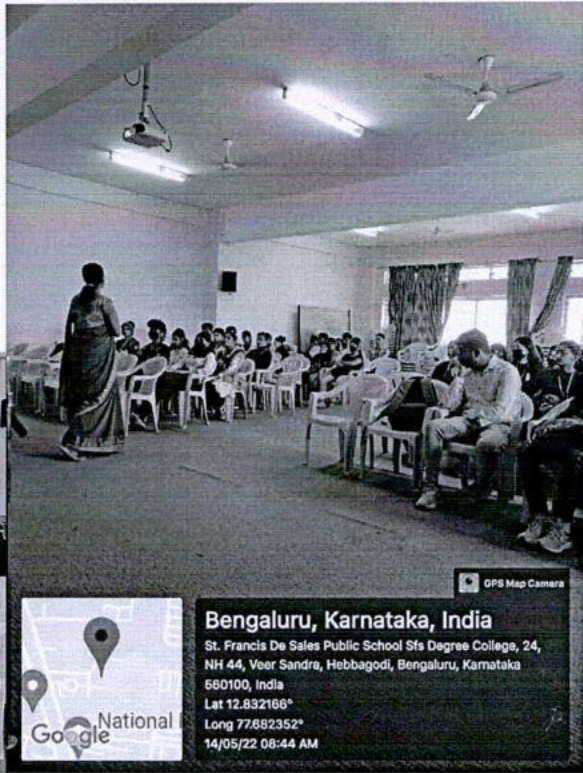 GPS Map Camera
Bengaluru, Karnataka, India
St. Francis De Sales Public School Sfs Degree College, 24,
NH 44, Veer Sandra, Hebbagodi, Bengaluru, Karnataka
560100, India
Lat 12.832166°
Long 77.682352°
14/05/22 08:44 AM
National
Google